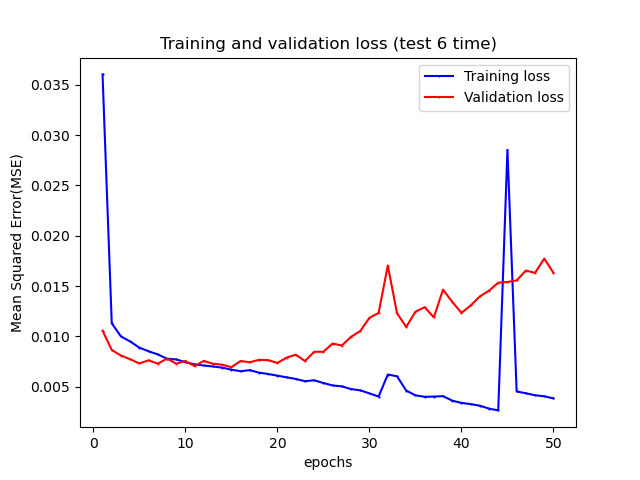 Training and validation loss (test 6 time)
Training loss
Validation loss
Mean Squared Error(MSE)
0.035
0.030
0.025
0.020
0.015
0.010
0.005
0 10 20 30 40 50
epochs